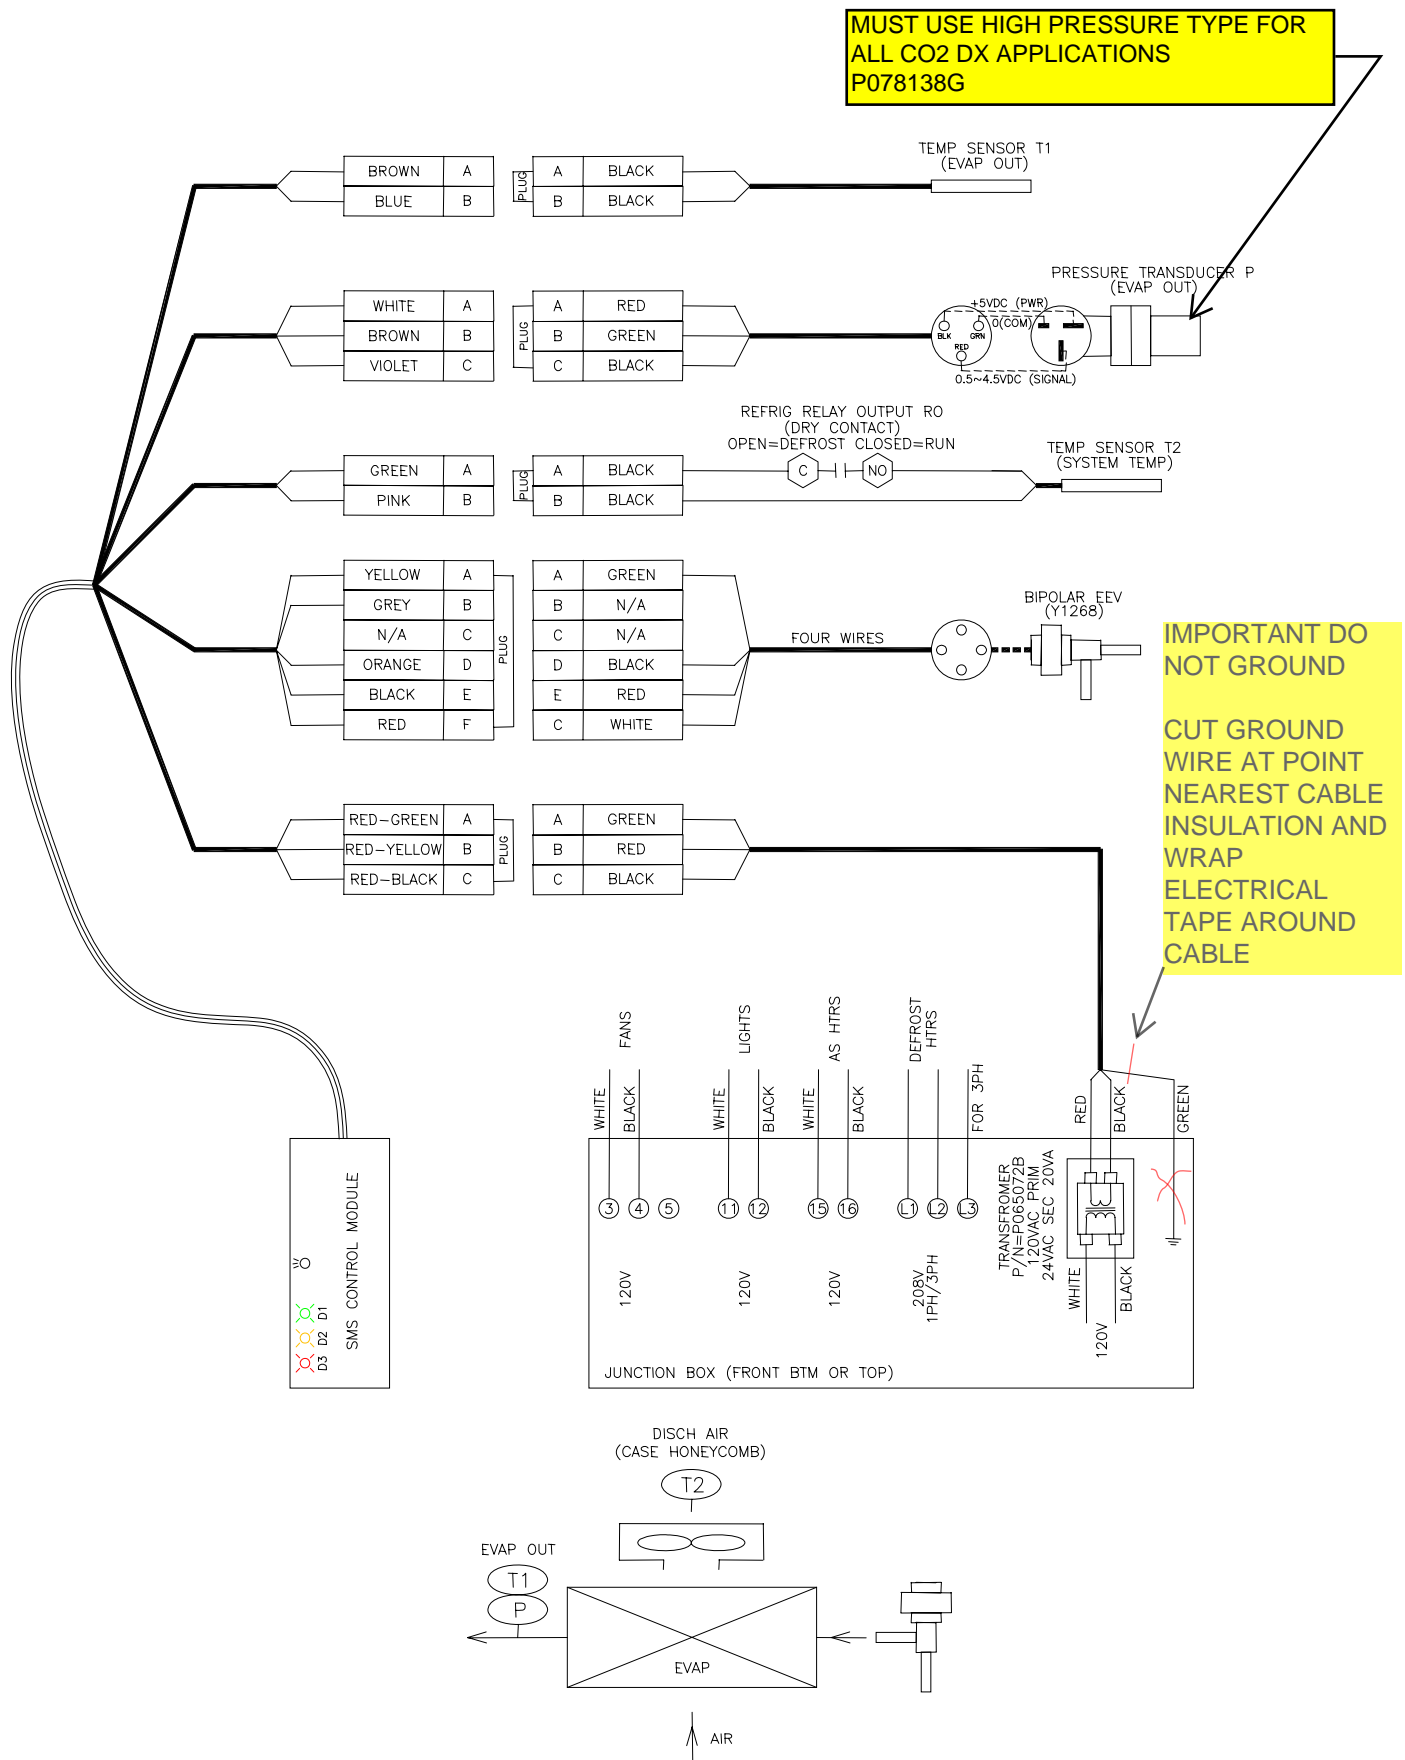 MUST USE HIGH PRESSURE TYPE FOR
ALL CO2 DX APPLICATIONS
P078138G
TEMP SENSOR T1
(EVAP OUT)
BROWN A
BLUE B
PLUG
A BLACK
B BLACK
PRESSURE TRANSDUCER P
(EVAP OUT)
WHITE A
BROWN B
VIOLET C
PLUG
A RED
B GREEN
C BLACK
+5VDC (PWR)
0(COM)
BLK
GRN
RED
0.5~4.5VDC (SIGNAL)
REFRIG RELAY OUTPUT RO
(DRY CONTACT)
OPEN=DEFROST CLOSED=RUN
C
NO
TEMP SENSOR T2
(SYSTEM TEMP)
GREEN A
PINK B
PLUG
A BLACK
B BLACK
YELLOW A
GREY B
N/A C
ORANGE D
BLACK E
RED F
PLUG
A GREEN
B N/A
C N/A
D BLACK
E RED
C WHITE
FOUR WIRES
BIPOLAR EEV
(Y1268)
IMPORTANT DO
NOT GROUND
CUT GROUND
WIRE AT POINT
NEAREST CABLE
INSULATION AND
WRAP
ELECTRICAL
TAPE AROUND
CABLE
RED-GREEN A
RED-YELLOW B
RED-BLACK C
PLUG
A GREEN
B RED
C BLACK
FANS
LIGHTS
AS HTRS
DEFROST
HTRS
WHITE
BLACK
WHITE
BLACK
WHITE
BLACK
FOR 3PH
RED
BLACK
GREEN
3
4
5
11
12
15
16
L1
L2
L3
120V
120V
120V
208V
1PH/3PH
TRANSFROMER
P/N=P065072B
120VAC PRIM
24VAC SEC 20VA
WHITE
BLACK
120V
JUNCTION BOX (FRONT BTM OR TOP)
SMS CONTROL MODULE
D1
D2
D3
DISCH AIR
(CASE HONEYCOMB)
T2
EVAP OUT
T1
P
EVAP
AIR